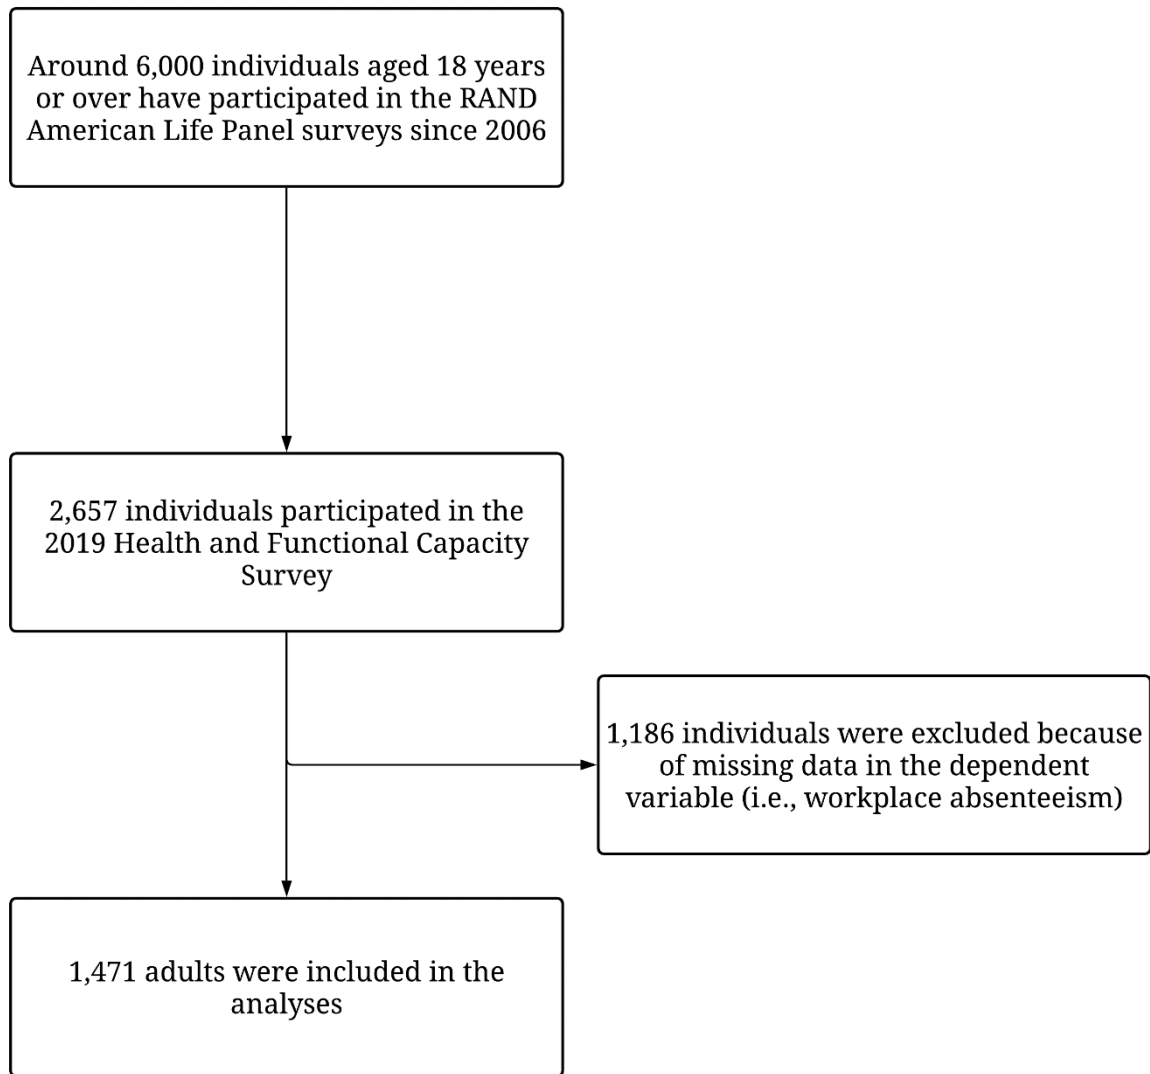 Around 6,000 individuals aged 18 years
or over have participated in the RAND
American Life Panel surveys since 2006
2,657 individuals participated in the
2019 Health and Functional Capacity
Survey
1,186 individuals were excluded because
of missing data in the dependent
variable (i.e., workplace absenteeism)
1,471 adults were included in the
analyses